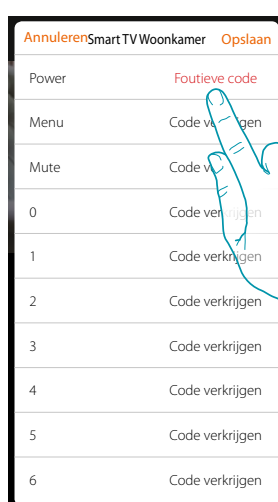 Annuleren Smart TV Woonkamer Opslaan
Power Foutieve code
Menu Code verkrijgen
Mute Code
0 Code verkrijgen
1 Code verkrijgen
2 Code verkrijgen
3 Code verkrijgen
4 Code verkrijgen
5 Code verkrijgen
6 Code verkrijgen